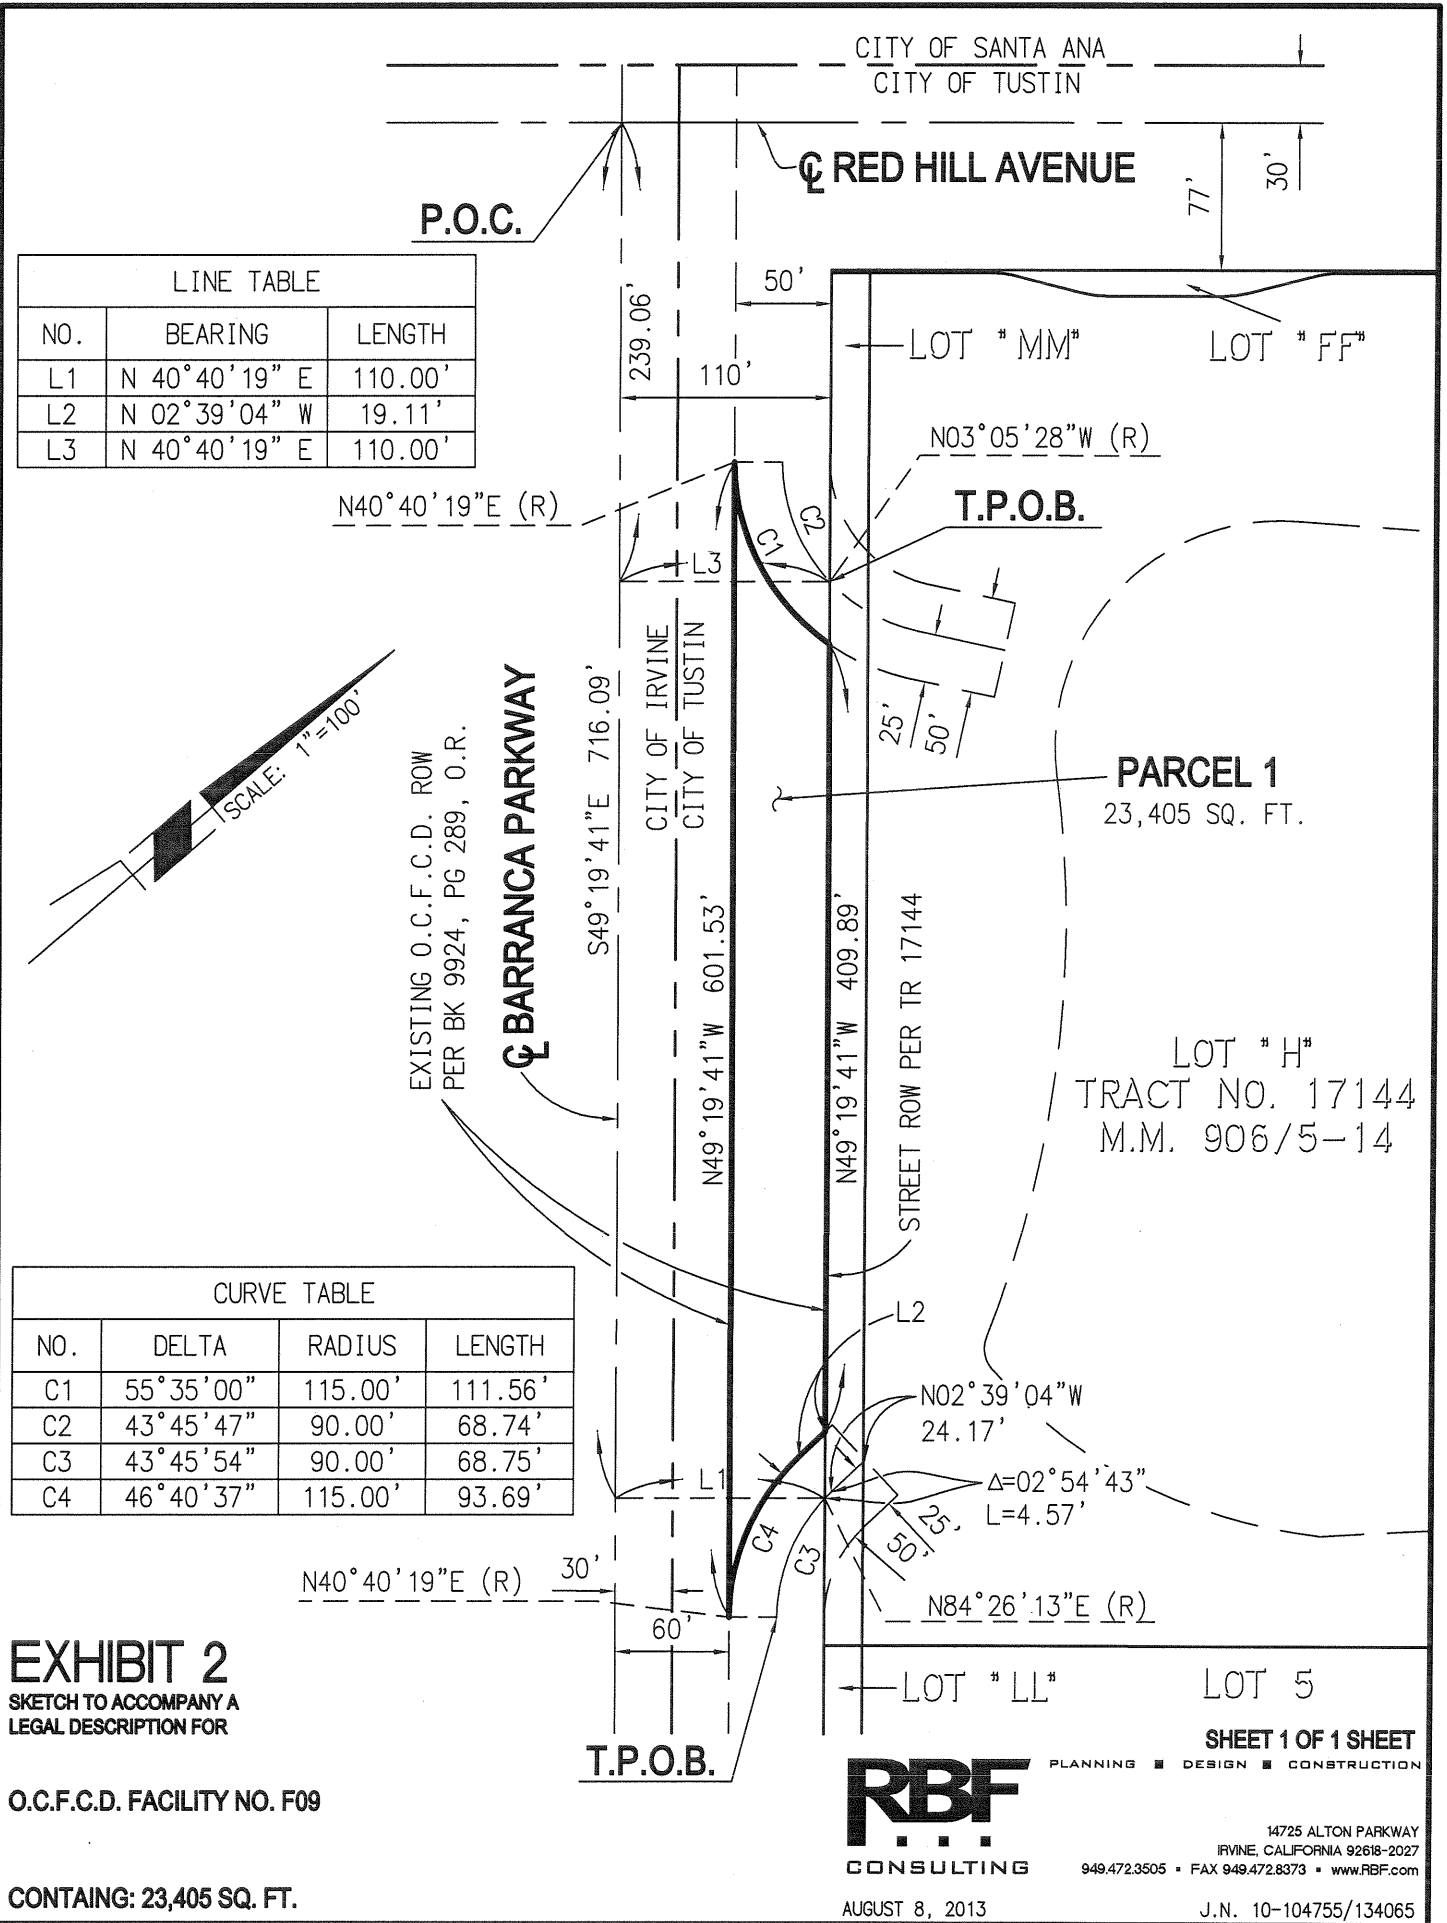 CITY OF SANTA ANA
CITY OF TUSTIN
℄ RED HILL AVENUE
30'
77'
P.O.C.
LINE TABLE
NO. BEARING LENGTH
L1 N 40°40'19" E 110.00'
L2 N 02°39'04" W 19.11'
L3 N 40°40'19" E 110.00'
239.06'
50'
110'
LOT "MM"
LOT "FF"
N03°05'28"W (R)
N40°40'19"E (R)
T.P.O.B.
C2
C1
L3
25'
50'
SCALE: 1"=100'
CITY OF IRVINE
CITY OF TUSTIN
S49°19'41"E 716.09'
℄ BARRANCA PARKWAY
EXISTING O.C.F.C.D. ROW
PER BK 9924, PG 289, O.R.
PARCEL 1
23,405 SQ. FT.
N49°19'41"W 601.53'
N49°19'41"W 409.89'
STREET ROW PER TR 17144
LOT "H"
TRACT NO. 17144
M.M. 906/5-14
CURVE TABLE
NO. DELTA RADIUS LENGTH
C1 55°35'00" 115.00' 111.56'
C2 43°45'47" 90.00' 68.74'
C3 43°45'54" 90.00' 68.75'
C4 46°40'37" 115.00' 93.69'
L2
N02°39'04"W
24.17'
L1
Δ=02°54'43"
L=4.57'
25'
50'
C4
C3
N40°40'19"E (R)
30'
60'
N84°26'13"E (R)
T.P.O.B.
LOT "LL"
LOT 5
EXHIBIT 2
SKETCH TO ACCOMPANY A
LEGAL DESCRIPTION FOR
O.C.F.C.D. FACILITY NO. F09
CONTAING: 23,405 SQ. FT.
SHEET 1 OF 1 SHEET
PLANNING ■ DESIGN ■ CONSTRUCTION
RBF
CONSULTING
14725 ALTON PARKWAY
IRVINE, CALIFORNIA 92618-2027
949.472.3505 • FAX 949.472.8373 • www.RBF.com
AUGUST 8, 2013
J.N. 10-104755/134065